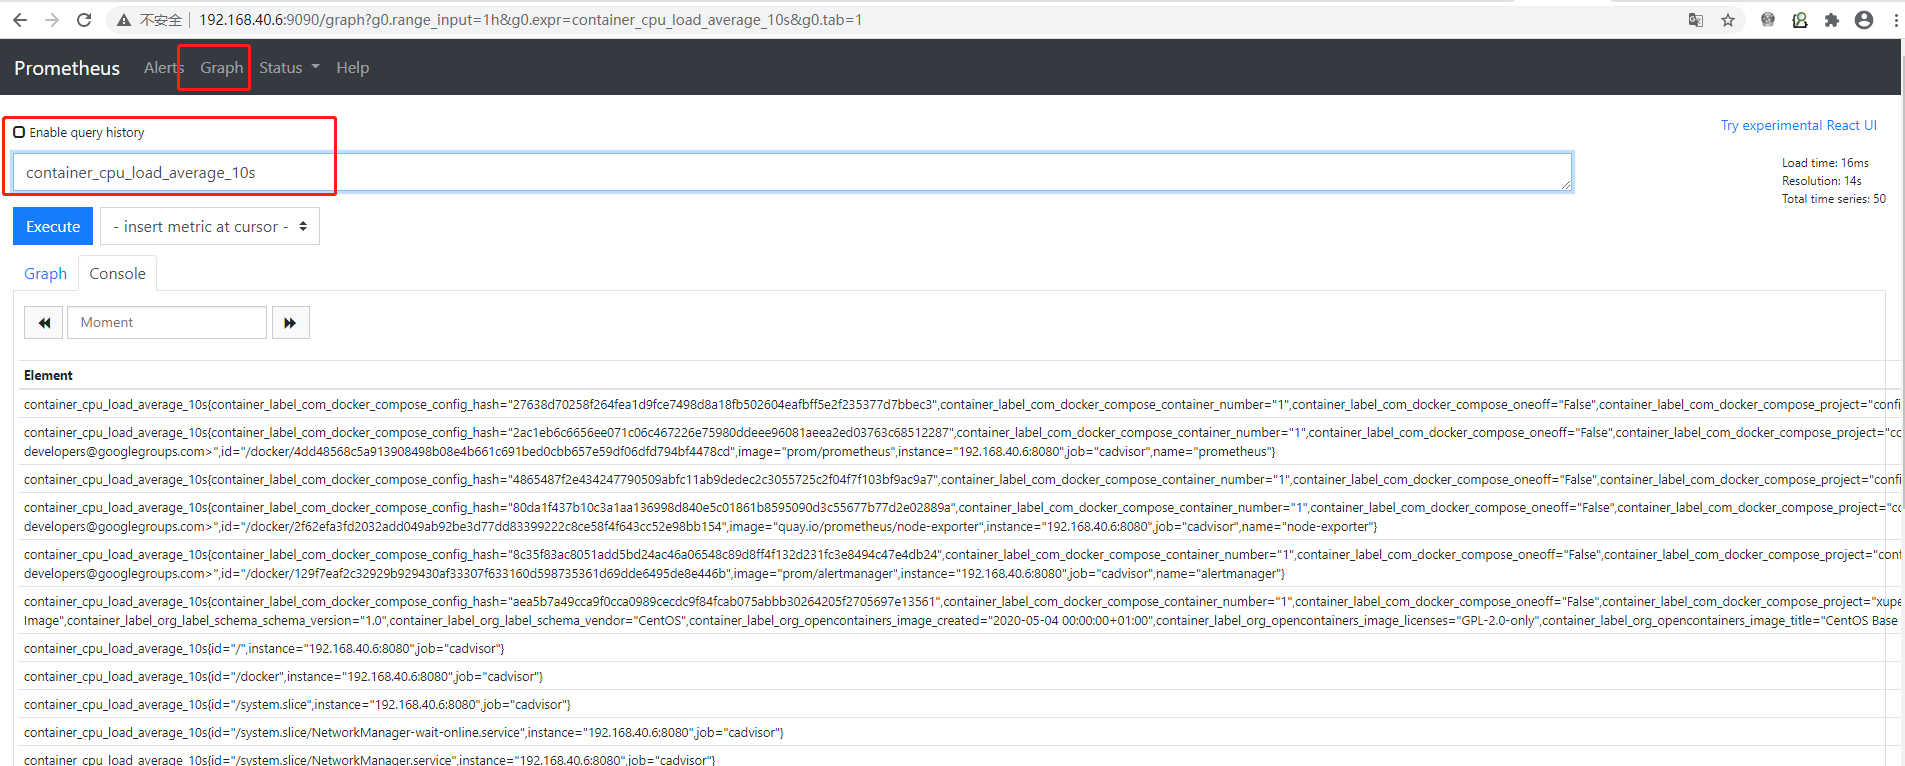 不安全 192.168.40.6:9090/graph?g0.range_input=1h&g0.expr=container_cpu_load_average_10s&g0.tab=1
Prometheus Alerts Graph Status Help
Enable query history
Try experimental React UI
container_cpu_load_average_10s
Load time: 16ms
Resolution: 14s
Total time series: 50
Execute - insert metric at cursor -
Graph Console
Moment
Element
container_cpu_load_average_10s{container_label_com_docker_compose_config_hash="27638d70258f264fea1d9fce7498d8a18fb502604eafbff5e2f235377d7bbec3",container_label_com_docker_compose_container_number="1",container_label_com_docker_compose_oneoff="False",container_label_com_docker_compose_project="confi
container_cpu_load_average_10s{container_label_com_docker_compose_config_hash="2ac1eb6c6656ee071c06c467226e75980ddeee96081aeea2ed03763c68512287",container_label_com_docker_compose_container_number="1",container_label_com_docker_compose_oneoff="False",container_label_com_docker_compose_project="co
developers@googlegroups.com>",id="/docker/4dd48568c5a913908498b08e4b661c691bed0cbb657e59df06dfd794bf4478cd",image="prom/prometheus",instance="192.168.40.6:8080",job="cadvisor",name="prometheus"}
container_cpu_load_average_10s{container_label_com_docker_compose_config_hash="4865487f2e434247790509abfc11ab9dedec2c3055725c2f04f7f103bf9ac9a7",container_label_com_docker_compose_container_number="1",container_label_com_docker_compose_oneoff="False",container_label_com_docker_compose_project="confi
container_cpu_load_average_10s{container_label_com_docker_compose_config_hash="80da1f437b10c3a1aa136998d840e5c01861b8595090d3c55677b77d2e02889a",container_label_com_docker_compose_container_number="1",container_label_com_docker_compose_oneoff="False",container_label_com_docker_compose_project="co
developers@googlegroups.com>",id="/docker/2f62efa3fd2032add049ab92be3d77dd83399222c8ce58f4f643cc52e98bb154",image="quay.io/prometheus/node-exporter",instance="192.168.40.6:8080",job="cadvisor",name="node-exporter"}
container_cpu_load_average_10s{container_label_com_docker_compose_config_hash="8c35f83ac8051add5bd24ac46a06548c89d8ff4f132d231fc3e8494c47e4db24",container_label_com_docker_compose_container_number="1",container_label_com_docker_compose_oneoff="False",container_label_com_docker_compose_project="conf
developers@googlegroups.com>",id="/docker/129f7eaf2c32929b929430af33307f633160d598735361d69dde6495de8e446b",image="prom/alertmanager",instance="192.168.40.6:8080",job="cadvisor",name="alertmanager"}
container_cpu_load_average_10s{container_label_com_docker_compose_config_hash="aea5b7a49cca9f0cca0989cecdc9f84fcab075abbb30264205f2705697e13561",container_label_com_docker_compose_container_number="1",container_label_com_docker_compose_oneoff="False",container_label_com_docker_compose_project="xupe
Image",container_label_org_label_schema_schema_version="1.0",container_label_org_label_schema_vendor="CentOS",container_label_org_opencontainers_image_created="2020-05-04 00:00:00+01:00",container_label_org_opencontainers_image_licenses="GPL-2.0-only",container_label_org_opencontainers_image_title="CentOS Base
container_cpu_load_average_10s{id="/",instance="192.168.40.6:8080",job="cadvisor"}
container_cpu_load_average_10s{id="/docker",instance="192.168.40.6:8080",job="cadvisor"}
container_cpu_load_average_10s{id="/system.slice",instance="192.168.40.6:8080",job="cadvisor"}
container_cpu_load_average_10s{id="/system.slice/NetworkManager-wait-online.service",instance="192.168.40.6:8080",job="cadvisor"}
container_cpu_load_average_10s{id="/system.slice/NetworkManager.service",instance="192.168.40.6:8080",job="cadvisor"}